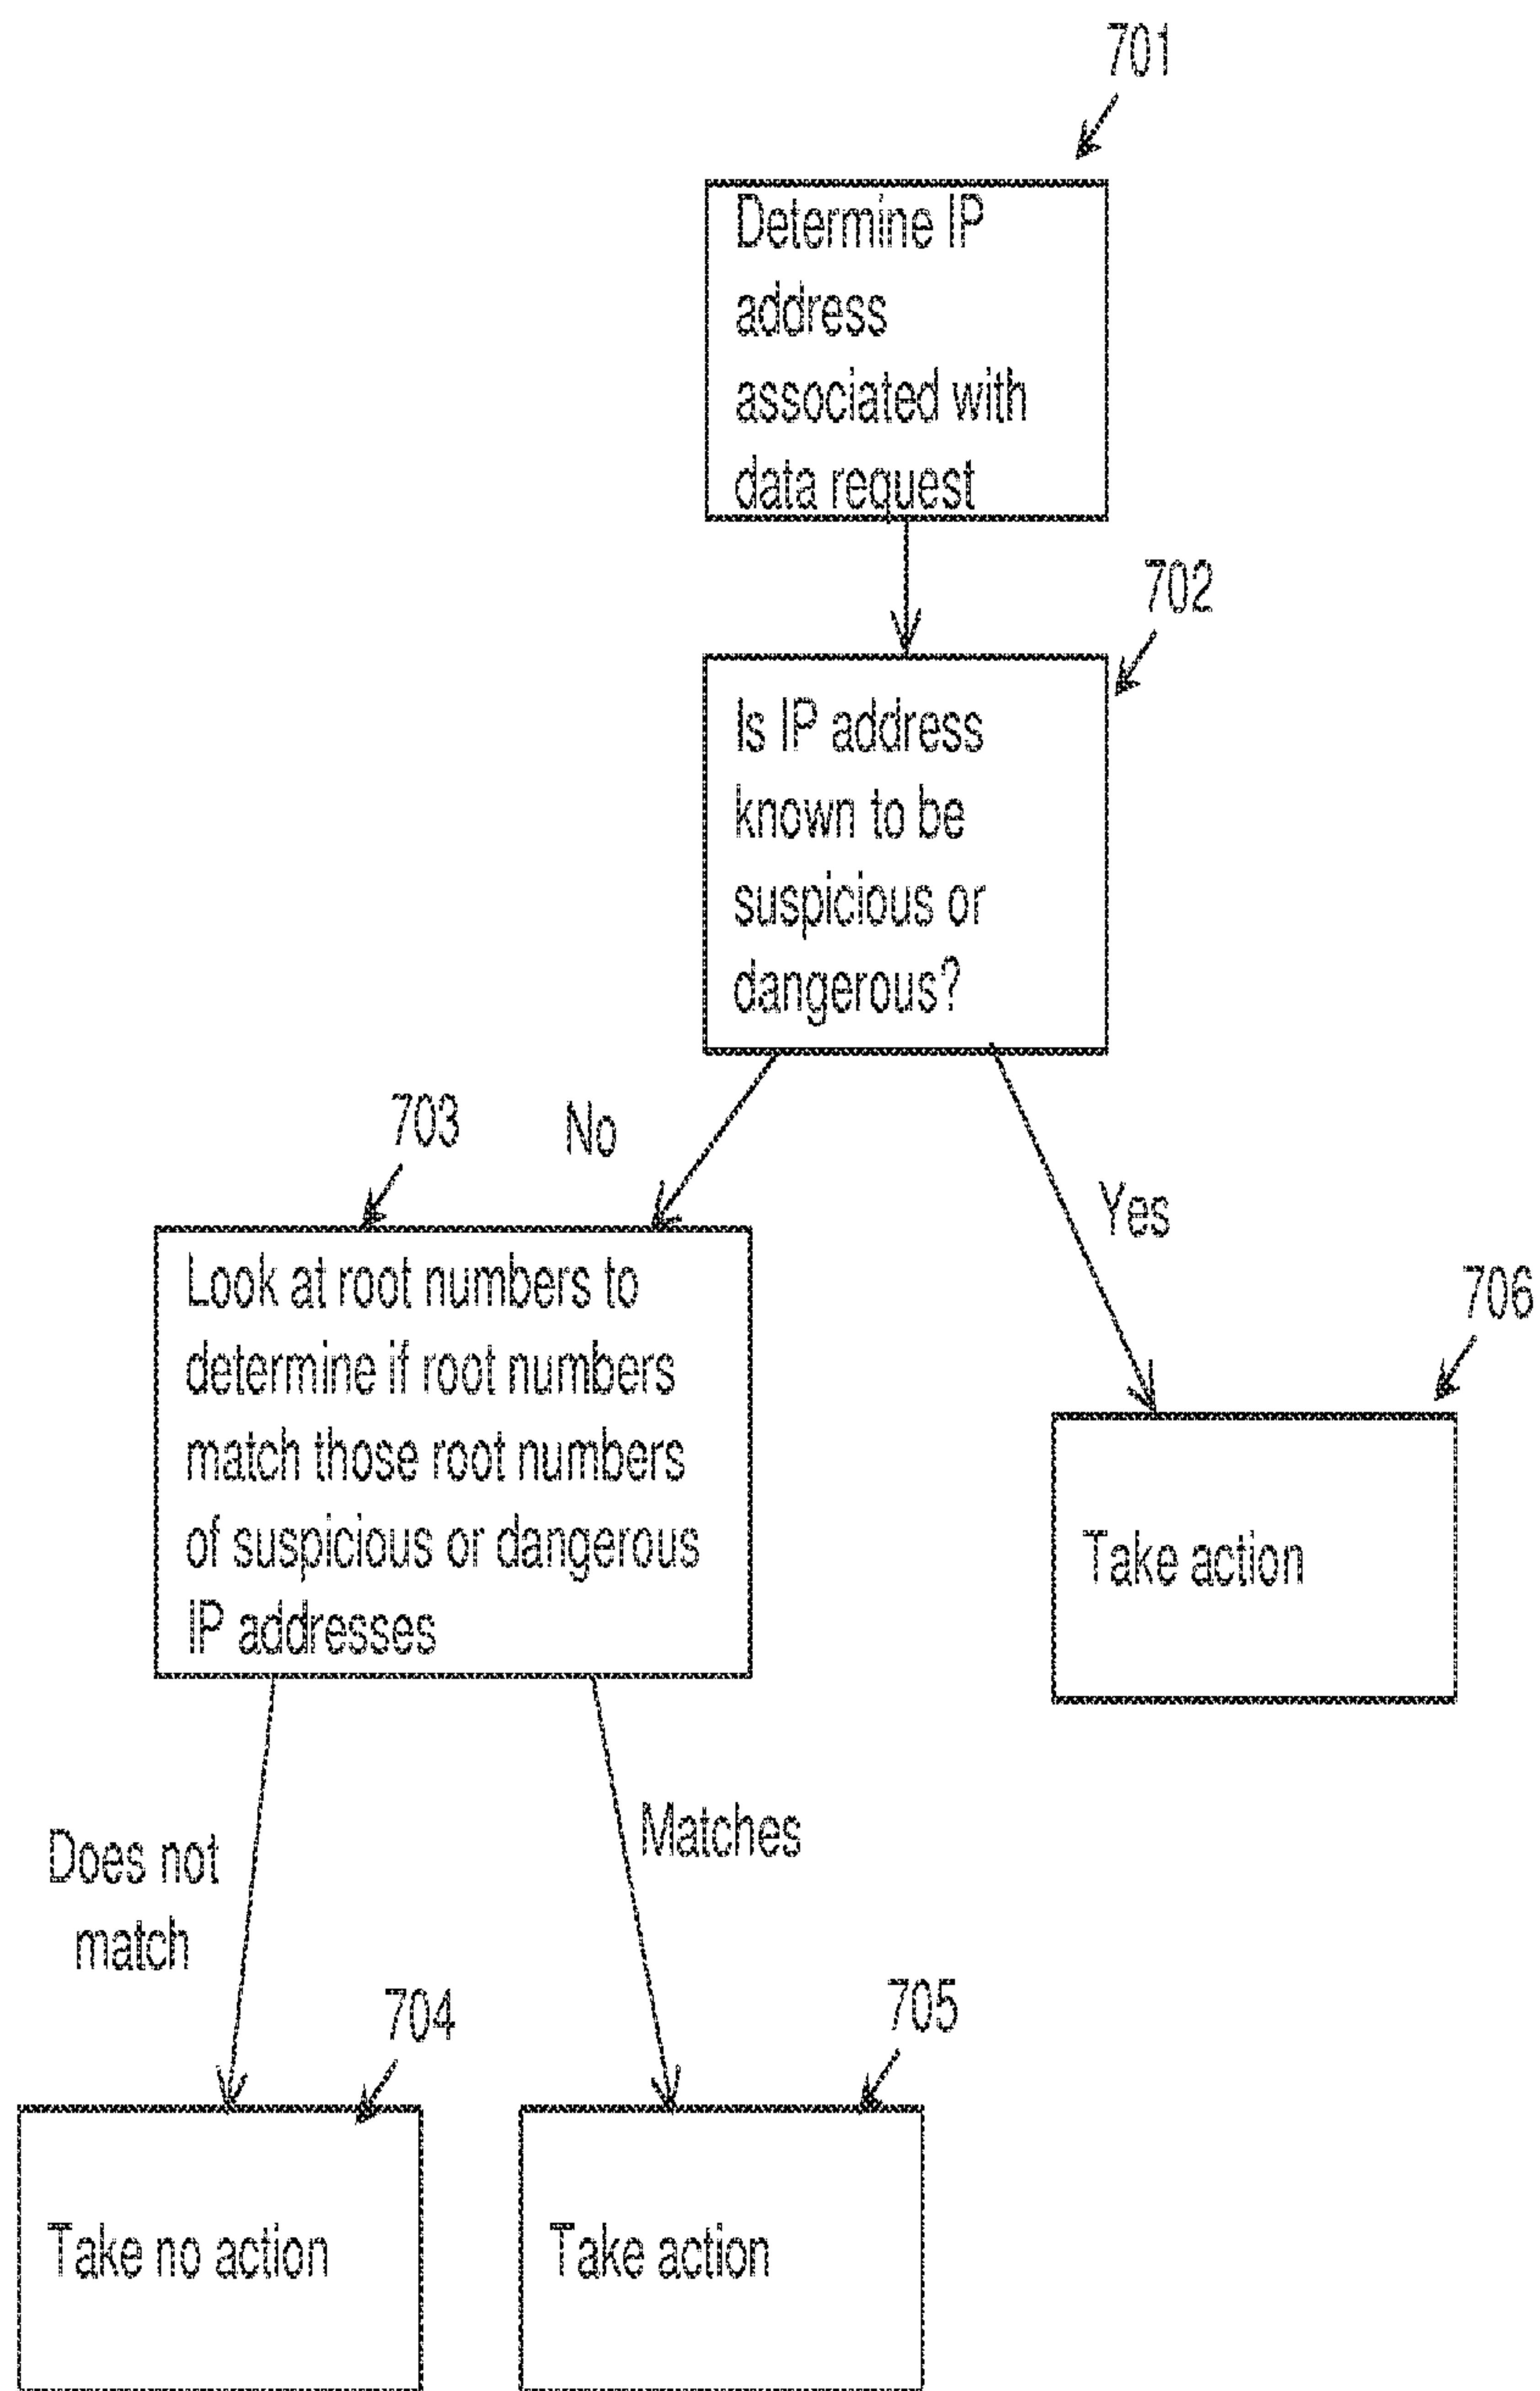 701
Determine IP
address
associated with
data request
702
Is IP address
known to be
suspicious or
dangerous?
703
No
Yes
Look at root numbers to
determine if root numbers
match those root numbers
of suspicious or dangerous
IP addresses
706
Take action
Does not
match
Matches
704
705
Take no action
Take action